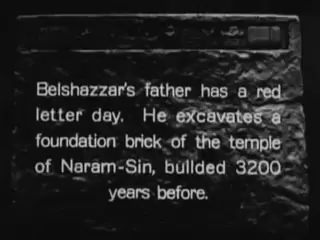 Belshazzar's father has a red
letter day. He excavates a
foundation brick of the temple
of Naram-Sin, builded 3200
years before.